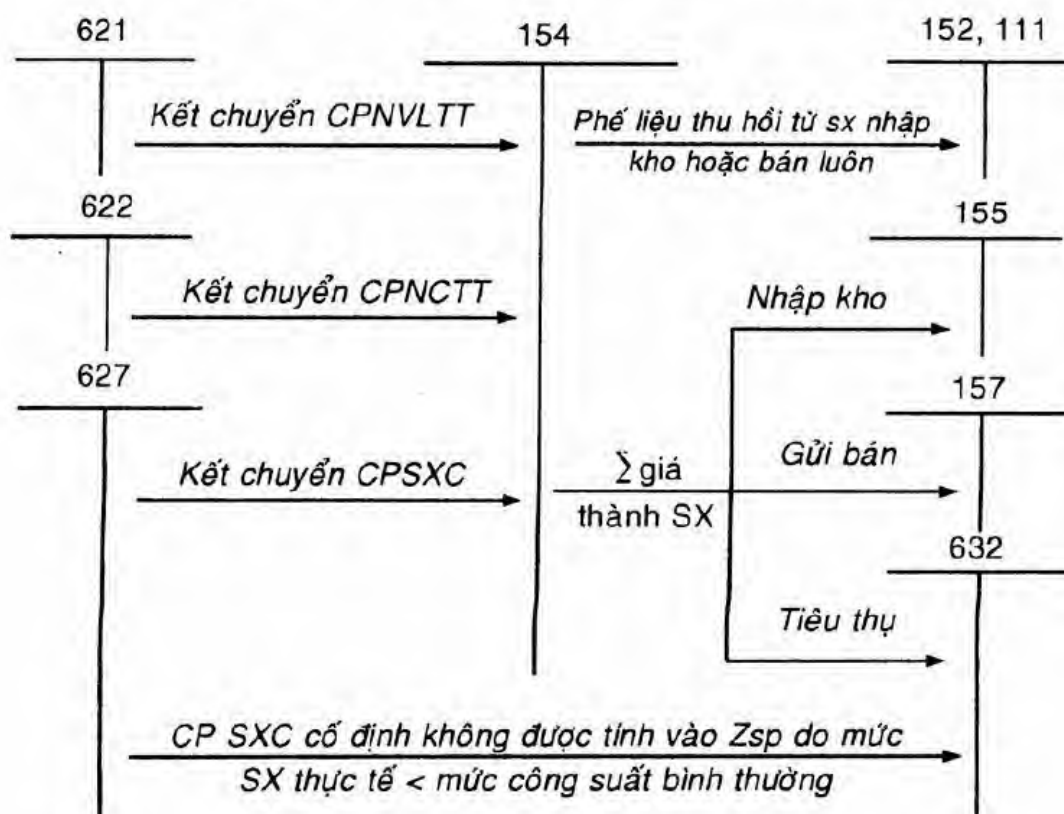 621
154
152, 111
Kết chuyển CPNVLTT
Phế liệu thu hồi từ sx nhập
kho hoặc bán luôn
622
155
Kết chuyển CPNCTT
Nhập kho
627
157
Kết chuyển CPSXC
∑ giá
thành SX
Gửi bán
632
Tiêu thụ
CP SXC cố định không được tính vào Zsp do mức
SX thực tế < mức công suất bình thường